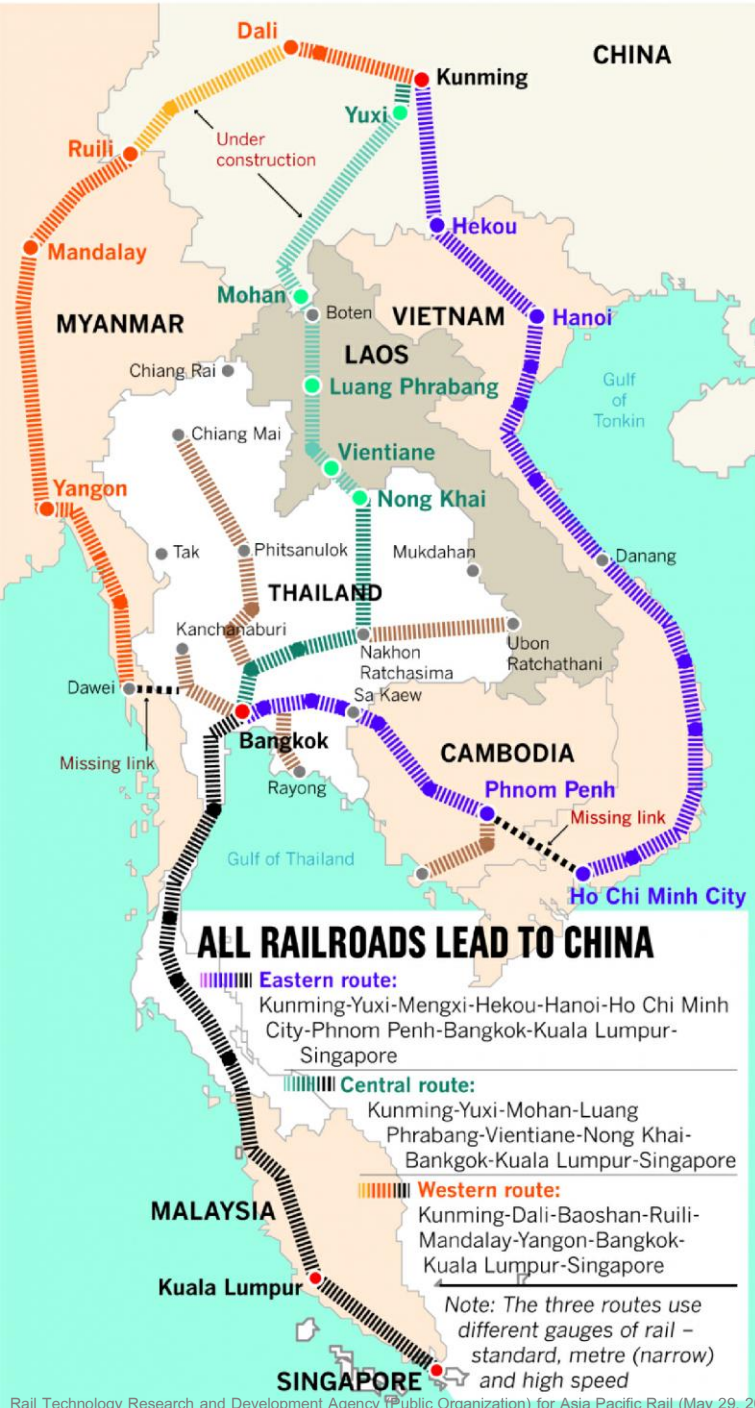 Dali
CHINA
Kunming
Yuxi
Under
construction
Ruili
Hekou
Mandalay
Mohan
Boten
VIETNAM
Hanoi
MYANMAR
LAOS
Chiang Rai
Luang Phrabang
Gulf
of
Tonkin
Chiang Mai
Vientiane
Yangon
Nong Khai
Tak
Phitsanulok
Mukdahan
Danang
THAILAND
Kanchanaburi
Nakhon
Ratchasima
Ubon
Ratchathani
Dawei
Sa Kaew
Bangkok
CAMBODIA
Missing link
Rayong
Phnom Penh
Missing link
Gulf of Thailand
Ho Chi Minh City
ALL RAILROADS LEAD TO CHINA
Eastern route:
Kunming-Yuxi-Mengxi-Hekou-Hanoi-Ho Chi Minh
City-Phnom Penh-Bangkok-Kuala Lumpur-
Singapore
Central route:
Kunming-Yuxi-Mohan-Luang
Phrabang-Vientiane-Nong Khai-
Bankgok-Kuala Lumpur-Singapore
Western route:
Kunming-Dali-Baoshan-Ruili-
Mandalay-Yangon-Bangkok-
Kuala Lumpur-Singapore
MALAYSIA
Kuala Lumpur
Note: The three routes use
different gauges of rail –
standard, metre (narrow)
and high speed
SINGAPORE
Rail Technology Research and Development Agency (Public Organization) for Asia Pacific Rail (May 29, 2